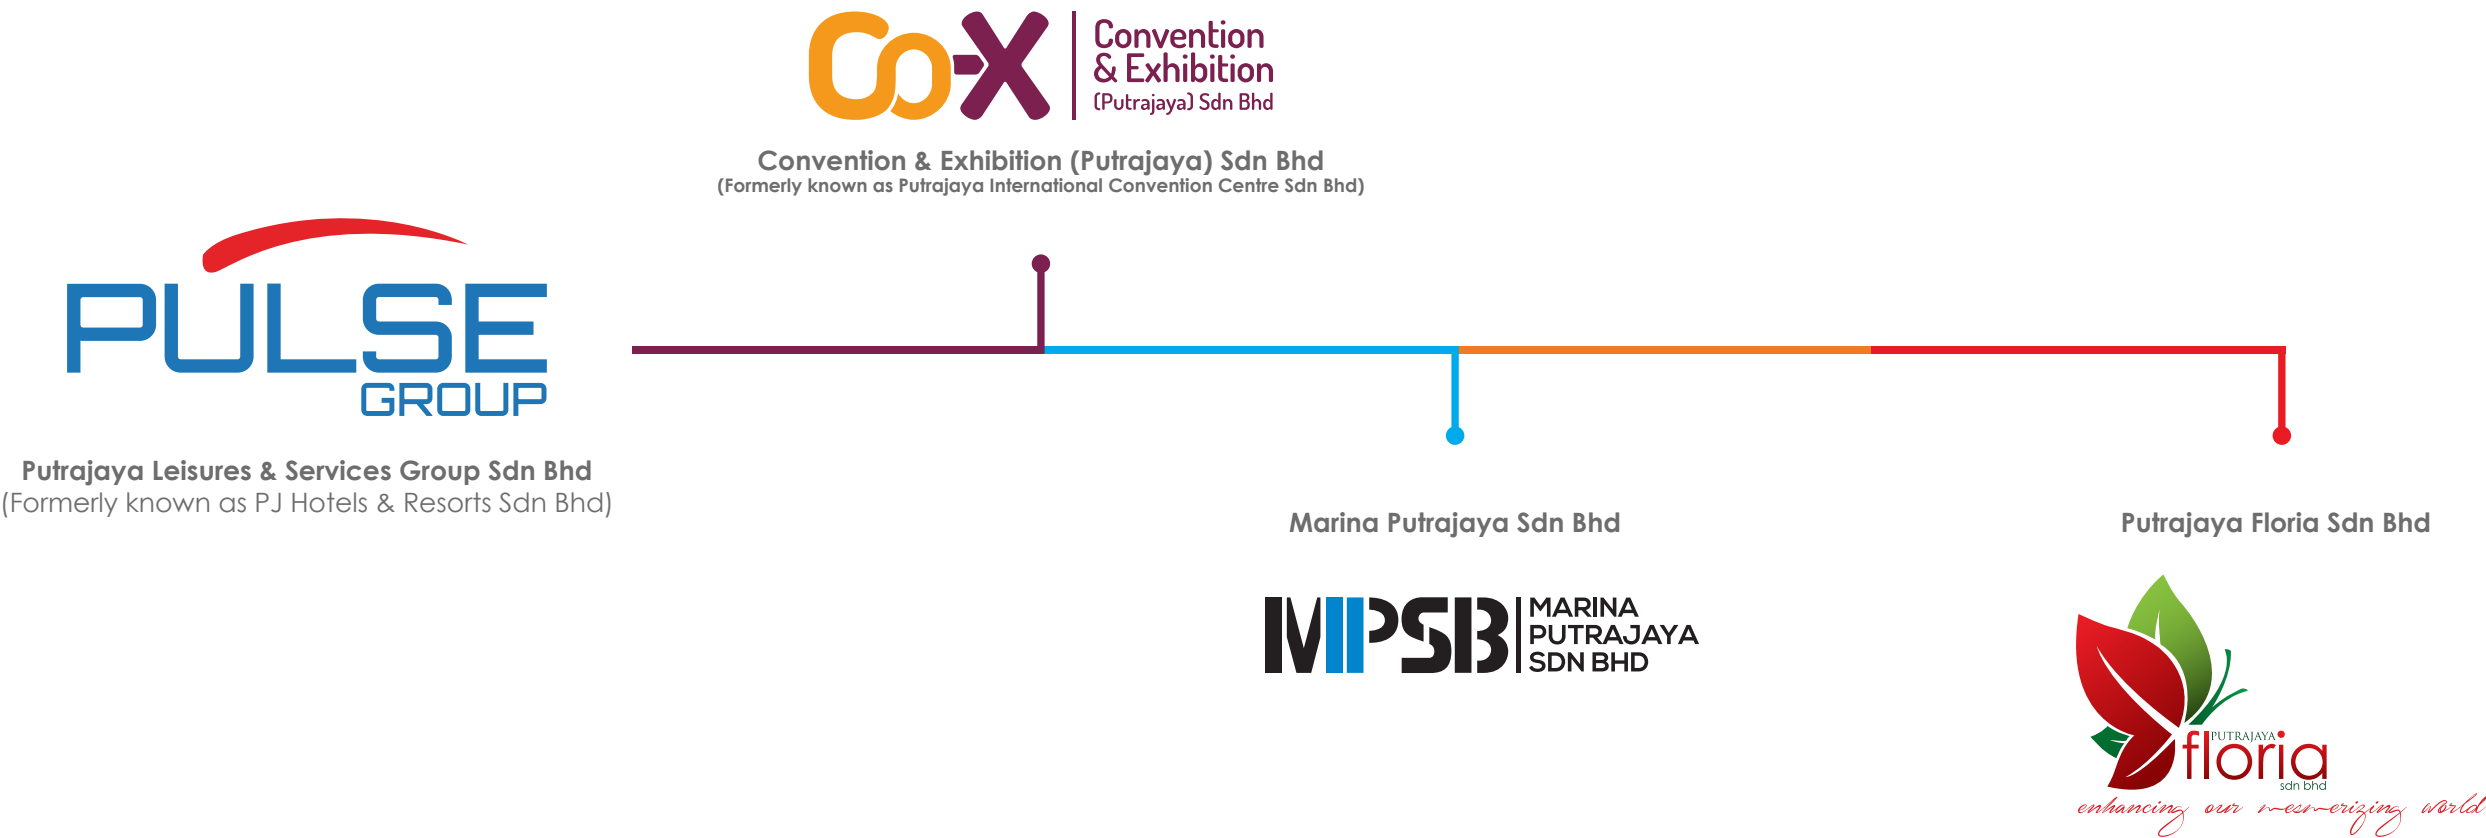 Co-X
Convention
& Exhibition
(Putrajaya) Sdn Bhd
Convention & Exhibition (Putrajaya) Sdn Bhd
(Formerly known as Putrajaya International Convention Centre Sdn Bhd)
PULSE
GROUP
Putrajaya Leisures & Services Group Sdn Bhd
(Formerly known as PJ Hotels & Resorts Sdn Bhd)
Marina Putrajaya Sdn Bhd
MPSB
MARINA
PUTRAJAYA
SDN BHD
Putrajaya Floria Sdn Bhd
PUTRAJAYA
floria
sdn bhd
enhancing our mesmerizing world